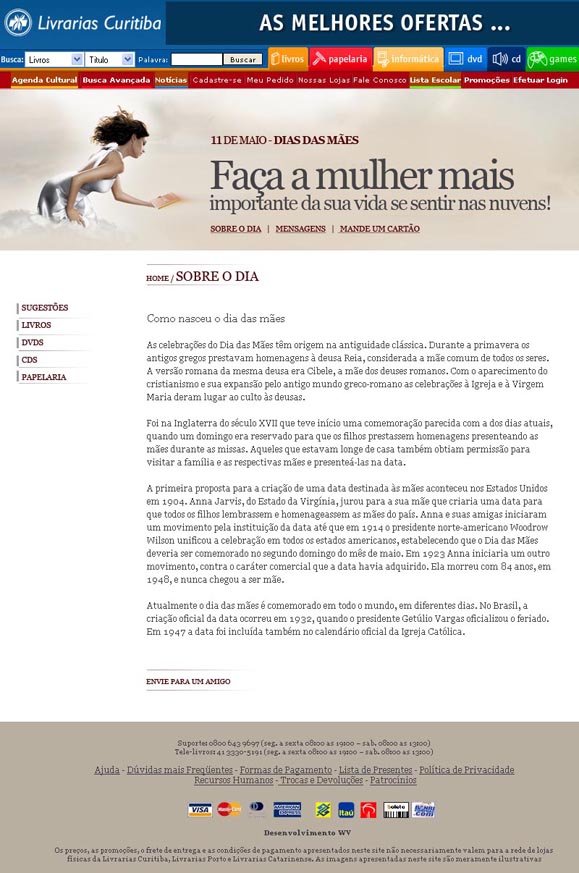 Livrarias Curitiba
AS MELHORES OFERTAS ...
Busca: Livros Título Palavra: Buscar livros papelaria informática dvd cd games
Agenda Cultural Busca Avançada Notícias Cadastre-se Meu Pedido Nossas Lojas Fale Conosco Lista Escolar Promoções Efetuar Login
11 DE MAIO - DIAS DAS MÃES
Faça a mulher mais
importante da sua vida se sentir nas nuvens!
SOBRE O DIA | MENSAGENS | MANDE UM CARTÃO
HOME / SOBRE O DIA
SUGESTÕES
LIVROS
DVDS
CDS
PAPELARIA
Como nasceu o dia das mães
As celebrações do Dia das Mães têm origem na antiguidade clássica. Durante a primavera os
antigos gregos prestavam homenagens à deusa Reia, considerada a mãe comum de todos os seres.
A versão romana da mesma deusa era Cibele, a mãe dos deuses romanos. Com o aparecimento do
cristianismo e sua expansão pelo antigo mundo greco-romano as celebrações à Igreja e à Virgem
Maria deram lugar ao culto às deusas.
Foi na Inglaterra do século XVII que teve início uma comemoração parecida com a dos dias atuais,
quando um domingo era reservado para que os filhos prestassem homenagens presenteando as
mães durante as missas. Aqueles que estavam longe de casa também obtiam permissão para
visitar a família e as respectivas mães e presenteá-las na data.
A primeira proposta para a criação de uma data destinada às mães aconteceu nos Estados Unidos
em 1904. Anna Jarvis, do Estado da Virgínia, jurou para a sua mãe que criaria uma data para
que todos os filhos lembrassem e homenageassem as mães do país. Anna e suas amigas iniciaram
um movimento pela instituição da data até que em 1914 o presidente norte-americano Woodrow
Wilson unificou a celebração em todos os estados americanos, estabelecendo que o Dia das Mães
deveria ser comemorado no segundo domingo do mês de maio. Em 1923 Anna iniciaria um outro
movimento, contra o caráter comercial que a data havia adquirido. Ela morreu com 84 anos, em
1948, e nunca chegou a ser mãe.
Atualmente o dia das mães é comemorado em todo o mundo, em diferentes dias. No Brasil, a
criação oficial da data ocorreu em 1932, quando o presidente Getúlio Vargas oficializou o feriado.
Em 1947 a data foi incluída também no calendário oficial da Igreja Católica.
ENVIE PARA UM AMIGO
Suporte: 0800 643 9697 (seg. a sexta 08:00 as 19:00 – sab. 08:00 as 13:00)
Tele-livros: 41 3330-5191 (seg. a sexta 08:00 as 19:00 – sab. 08:00 as 13:00)
Ajuda - Dúvidas mais Freqüentes - Formas de Pagamento - Lista de Presentes - Política de Privacidade
Recursos Humanos - Trocas e Devoluções - Patrocínios
VISA MasterCard Diners AMERICAN EXPRESS Itaú boleto
Desenvolvimento WV
Os preços, as promoções, o frete de entrega e as condições de pagamento apresentados neste site não necessariamente valem para a rede de lojas
físicas da Livrarias Curitiba, Livrarias Porto e Livrarias Catarinense. As imagens apresentadas neste site são meramente ilustrativas